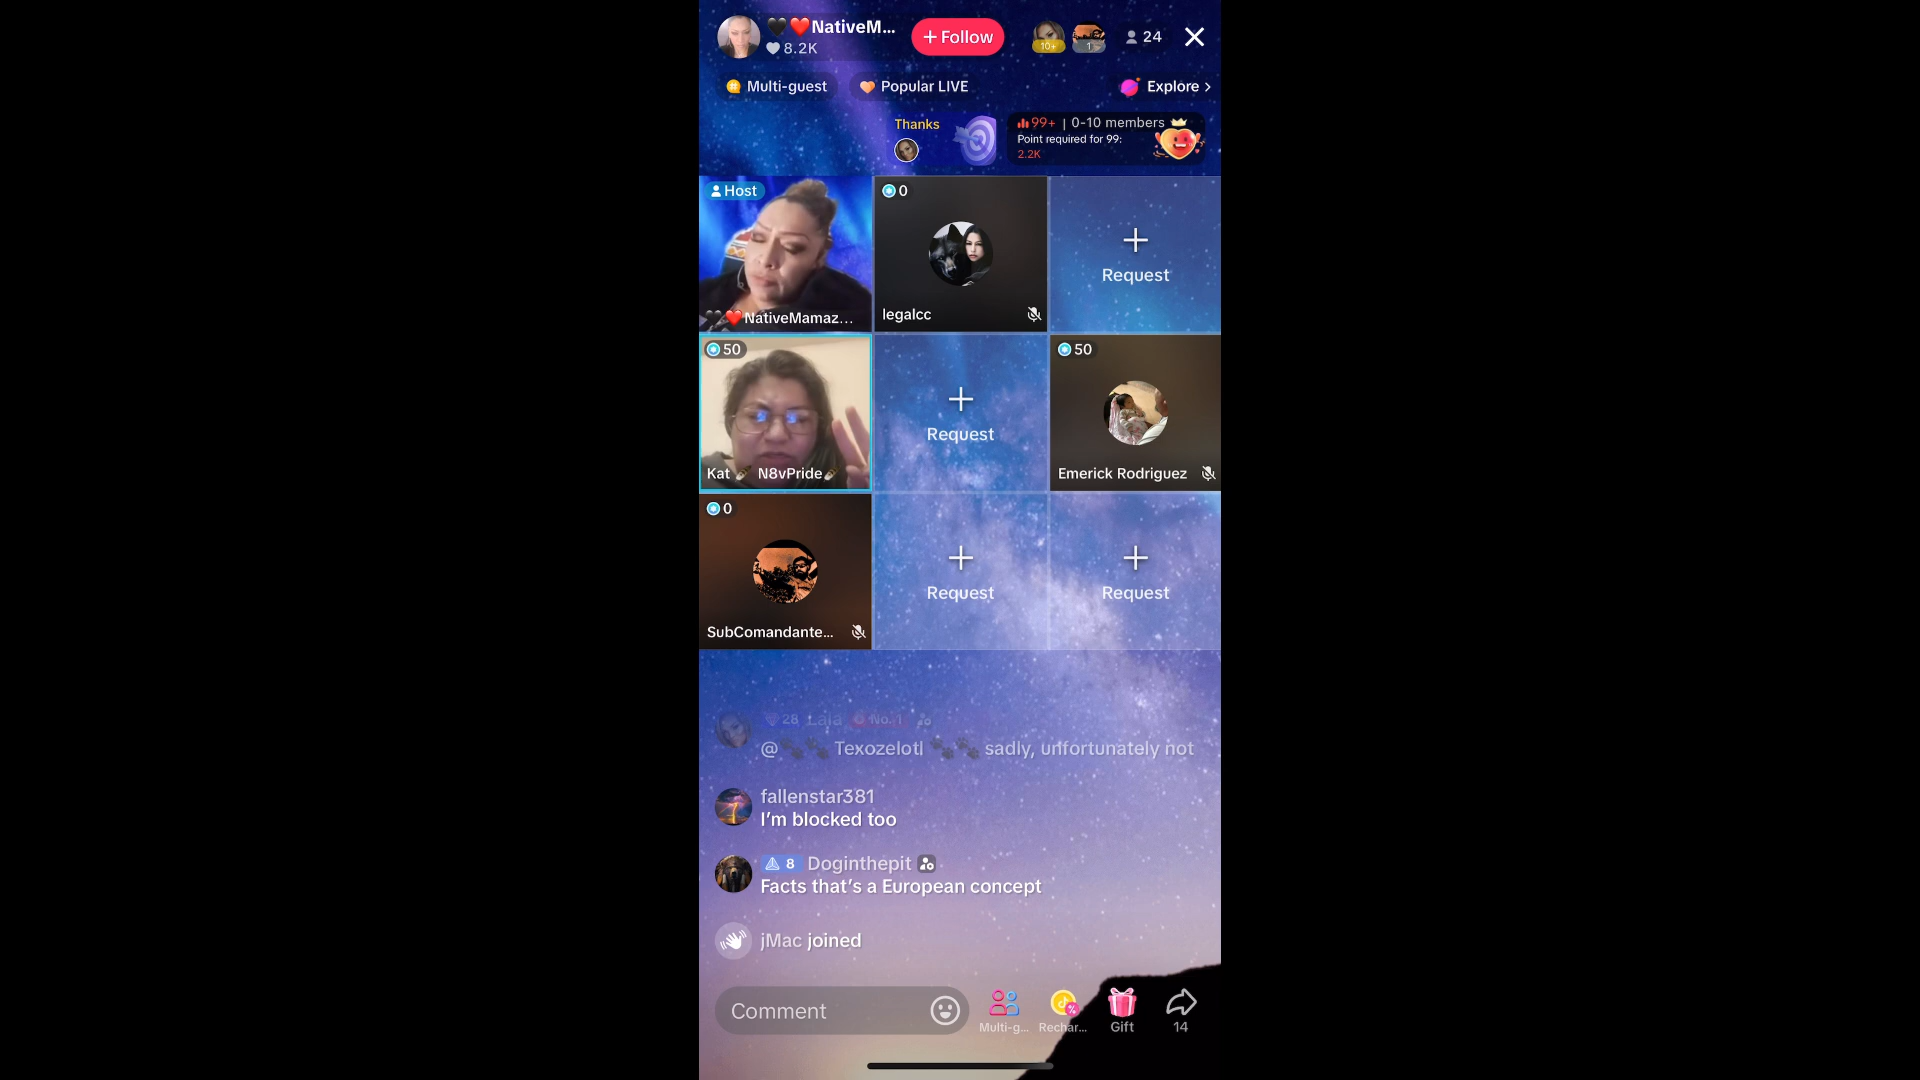 🖤❤️NativeM...
8.2K
+ Follow
10+
1
24
Multi-guest
Popular LIVE
Explore >
Thanks
99+ | 0-10 members
Point required for 99:
2.2K
Host
🖤❤️NativeMamaz...
0
legalcc
+
Request
50
Kat🪶 N8vPride🪶
+
Request
50
Emerick Rodriguez
0
SubComandante...
+
Request
+
Request
28 Lala No. 1
@🐾🐾 Texozelotl 🐾🐾 sadly, unfortunately not
fallenstar381
I'm blocked too
8 Doginthepit
Facts that's a European concept
jMac joined
Comment
Multi-g...
Rechar...
Gift
14